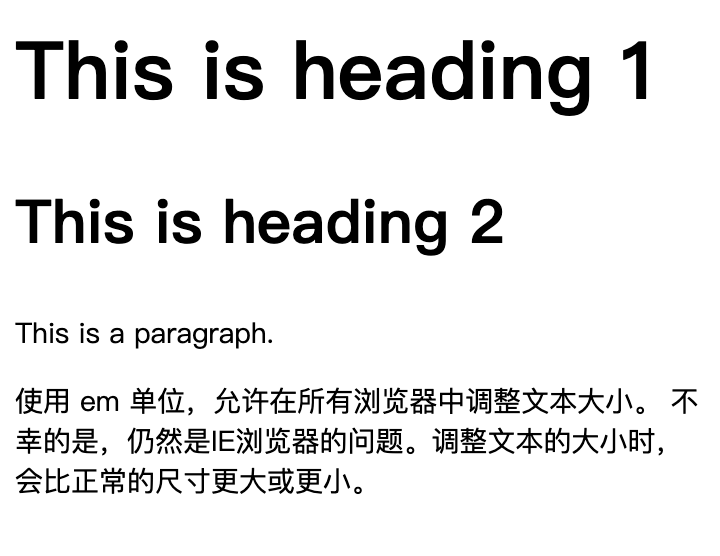 This is heading 1
This is heading 2
This is a paragraph.
使用 em 单位，允许在所有浏览器中调整文本大小。 不
幸的是，仍然是IE浏览器的问题。调整文本的大小时，
会比正常的尺寸更大或更小。